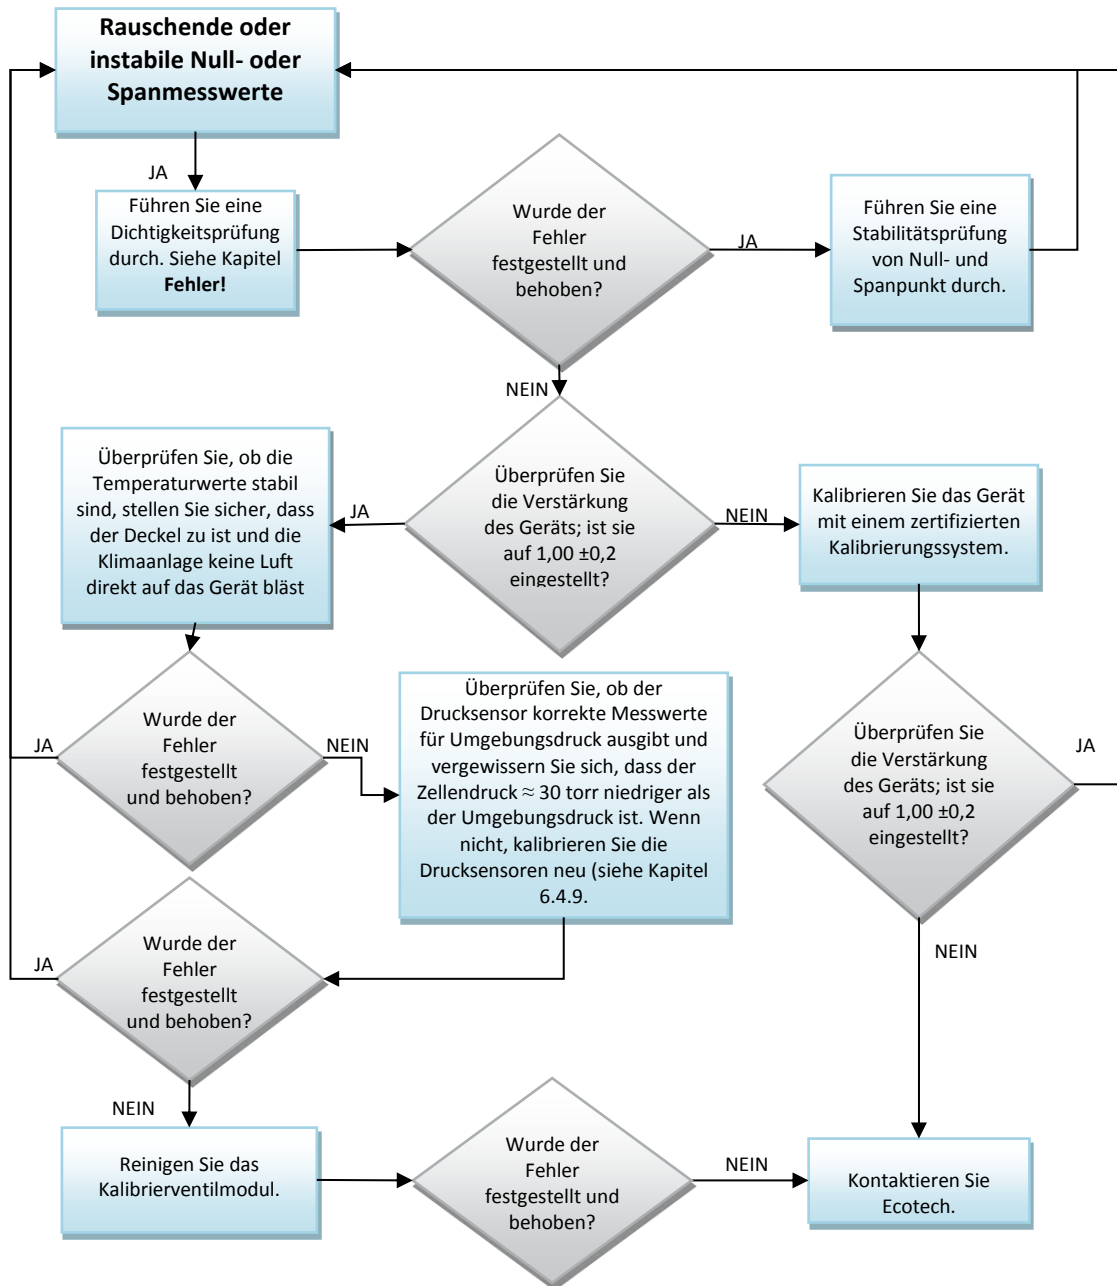 Rauschende oder
instabile Null- oder
Spanmesswerte
JA
Führen Sie eine
Dichtigkeitsprüfung
durch. Siehe Kapitel
Fehler!
Wurde der
Fehler
festgestellt und
behoben?
JA
Führen Sie eine
Stabilitätsprüfung
von Null- und
Spanpunkt durch.
NEIN
Überprüfen Sie, ob die
Temperaturwerte stabil
sind, stellen Sie sicher, dass
der Deckel zu ist und die
Klimaanlage keine Luft
direkt auf das Gerät bläst
JA
Überprüfen Sie
die Verstärkung
des Geräts; ist sie
auf 1,00 ±0,2
eingestellt?
NEIN
Kalibrieren Sie das Gerät
mit einem zertifizierten
Kalibrierungssystem.
JA
Wurde der
Fehler
festgestellt
und behoben?
NEIN
Überprüfen Sie, ob der
Drucksensor korrekte Messwerte
für Umgebungsdruck ausgibt und
vergewissern Sie sich, dass der
Zellendruck ≈ 30 torr niedriger als
der Umgebungsdruck ist. Wenn
nicht, kalibrieren Sie die
Drucksensoren neu (siehe Kapitel
6.4.9.
Überprüfen Sie
die Verstärkung
des Geräts; ist sie
auf 1,00 ±0,2
eingestellt?
JA
JA
Wurde der
Fehler
festgestellt
und behoben?
NEIN
NEIN
Reinigen Sie das
Kalibrierventilmodul.
Wurde der
Fehler
festgestellt und
behoben?
NEIN
Kontaktieren Sie
Ecotech.